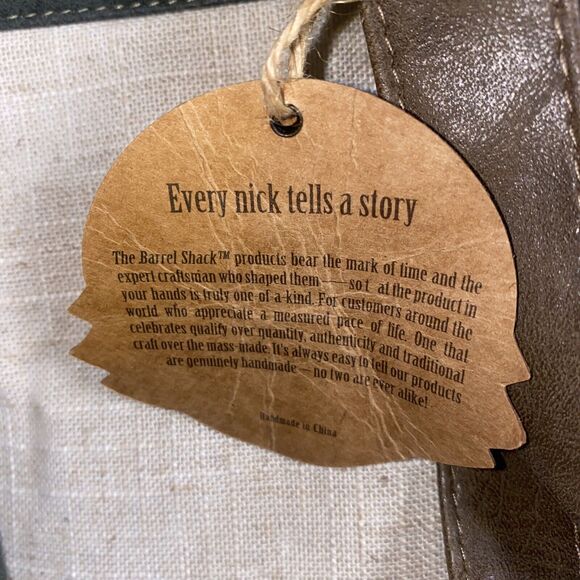 Every nick tells a story
The Barrel Shack™ products bear the mark of time and the
expert craftsman who shaped them — so t at the product in
your hands is truly one-of-a-kind. For customers around the
world who appreciate a measured pace of life. One that
celebrates quality over quantity, authenticity and traditional
craft over the mass-made. It's always easy to tell our products
are genuinely handmade — no two are ever alike!
Handmade in China